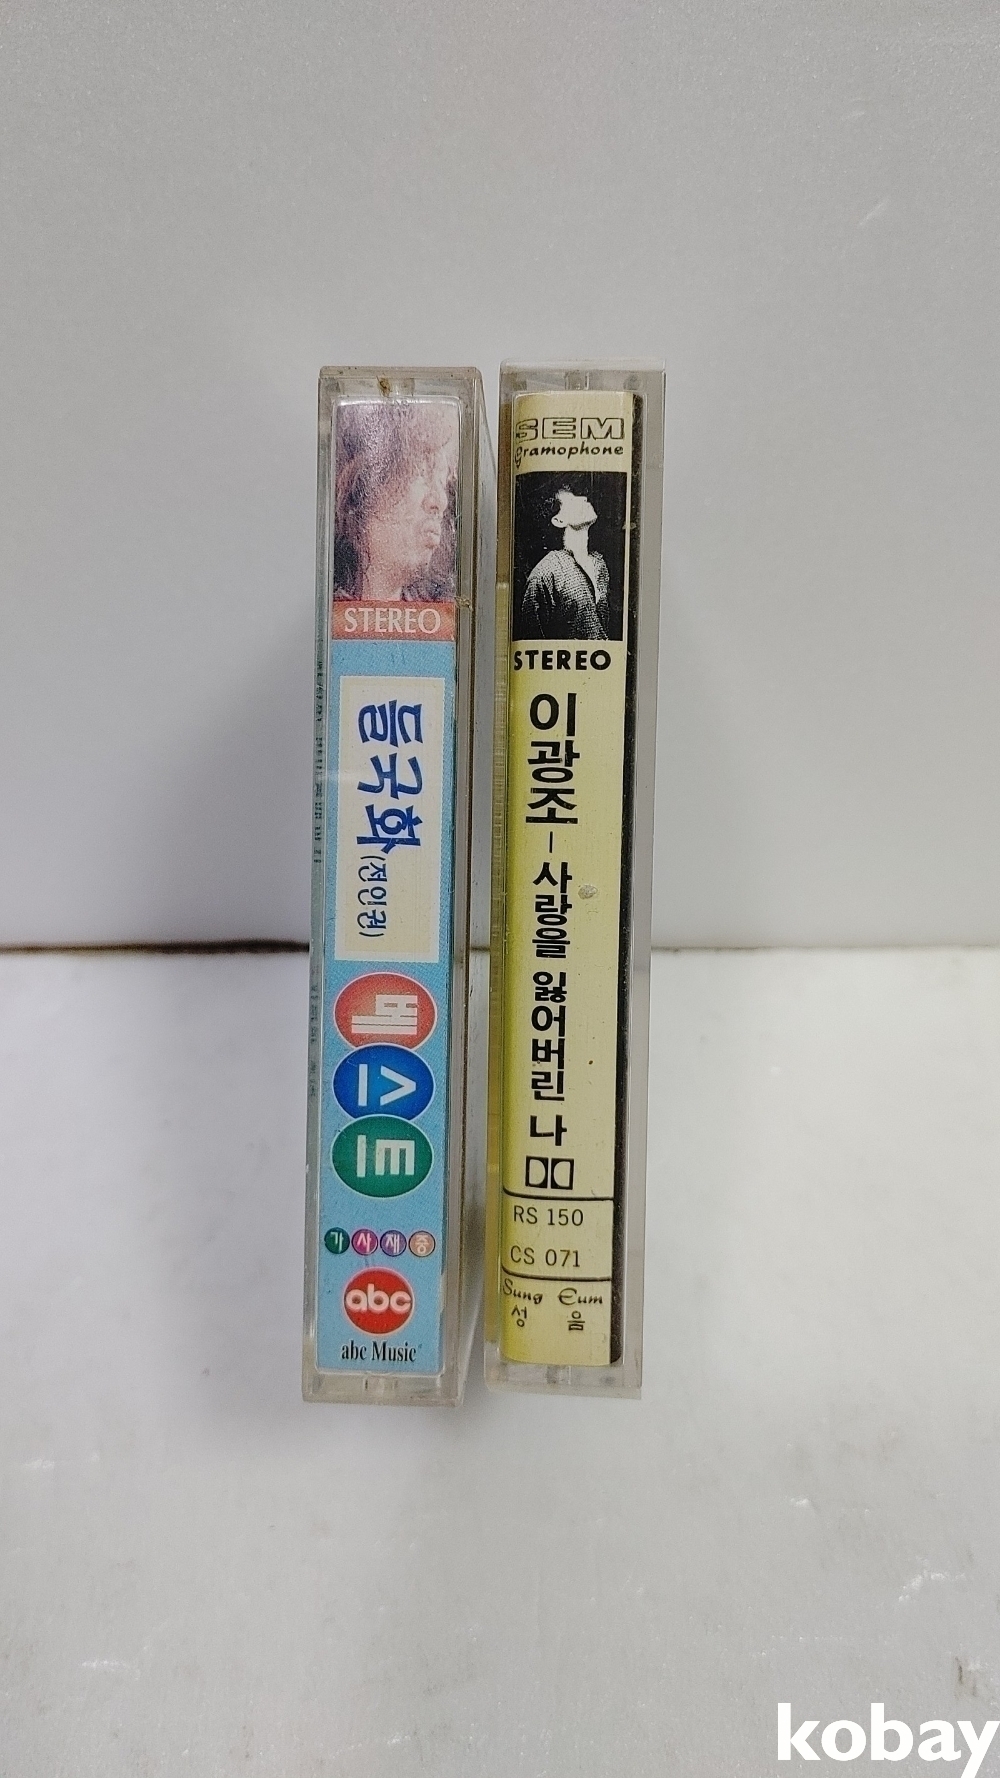 STEREO
들국화
(전인권)
베스트
가사재중
abc
abc Music
SEM
gramophone
STEREO
이광조-사랑을 잃어버린 나
RS 150
CS 071
Sung Eum
성 음
kobay